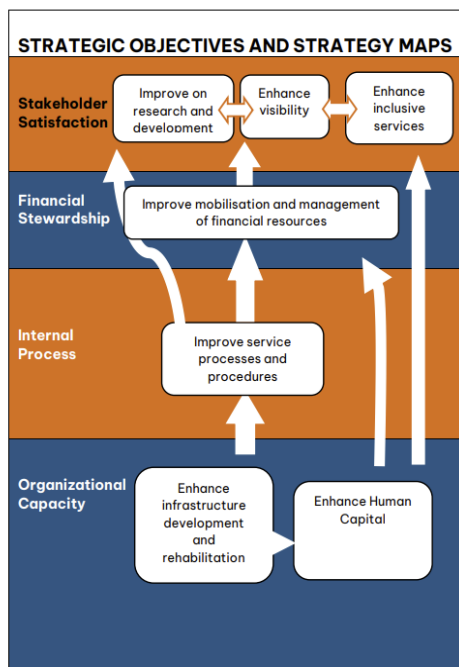 STRATEGIC OBJECTIVES AND STRATEGY MAPS
Stakeholder
Satisfaction
Improve on
research and
development
Enhance
visibility
Enhance
inclusive
services
Financial
Stewardship
Improve mobilisation and management
of financial resources
Internal
Process
Improve service
processes and
procedures
Organizational
Capacity
Enhance
infrastructure
development
and
rehabilitation
Enhance Human
Capital